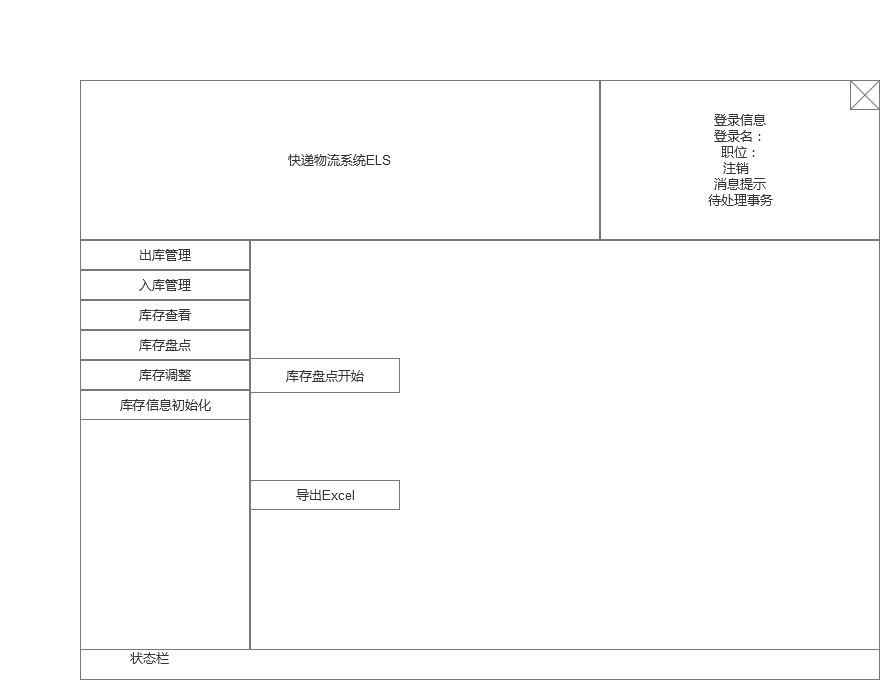 快递物流系统ELS
登录信息
登录名：
职位：
注销
消息提示
待处理事务
出库管理
入库管理
库存查看
库存盘点
库存调整
库存信息初始化
库存盘点开始
导出Excel
状态栏